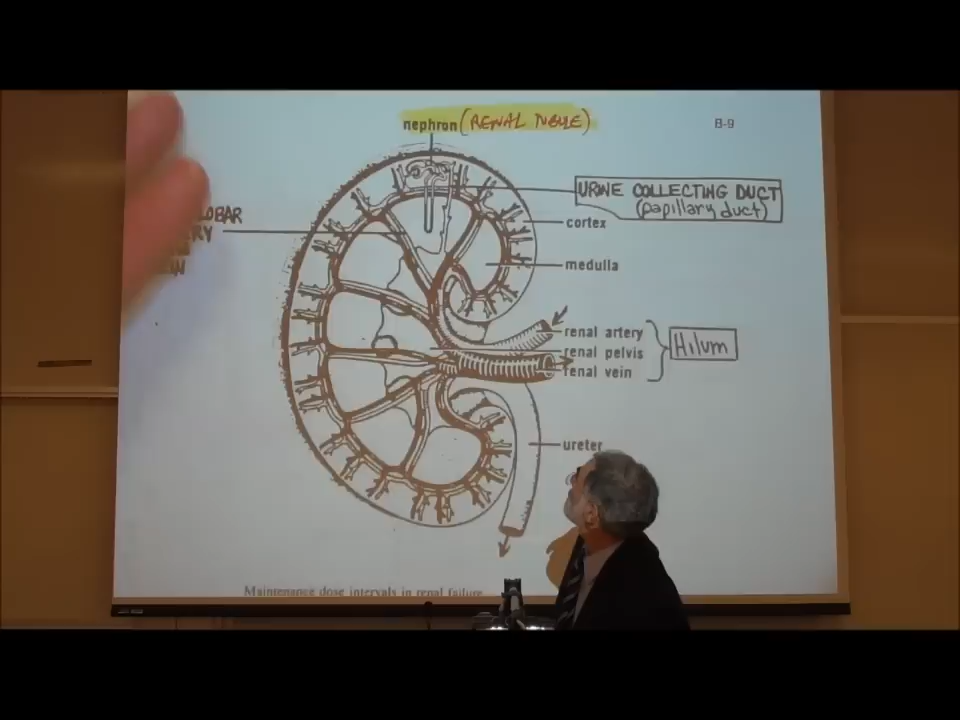 nephron (RENAL TUBULE)
B-9
URINE COLLECTING DUCT
(papillary duct)
LOBAR
cortex
medulla
renal artery
renal pelvis
Hilum
renal vein
ureter
Maintenance dose intervals in renal failure